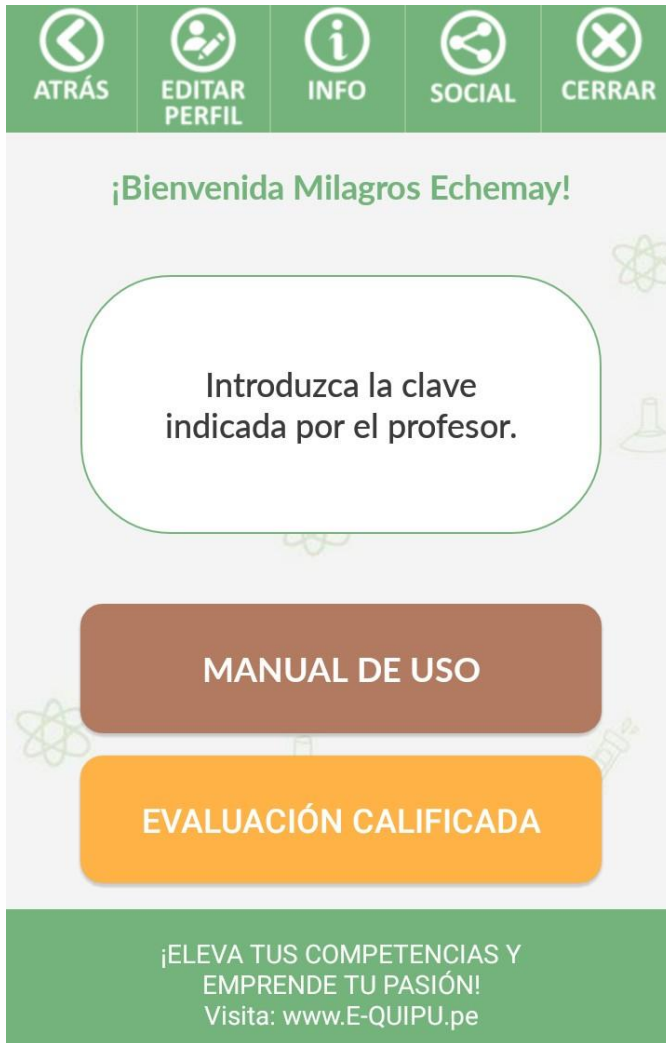 ATRÁS
EDITAR
PERFIL
INFO
SOCIAL
CERRAR
¡Bienvenida Milagros Echemay!
Introduzca la clave
indicada por el profesor.
MANUAL DE USO
EVALUACIÓN CALIFICADA
¡ELEVA TUS COMPETENCIAS Y
EMPRENDE TU PASIÓN!
Visita: www.E-QUIPU.pe